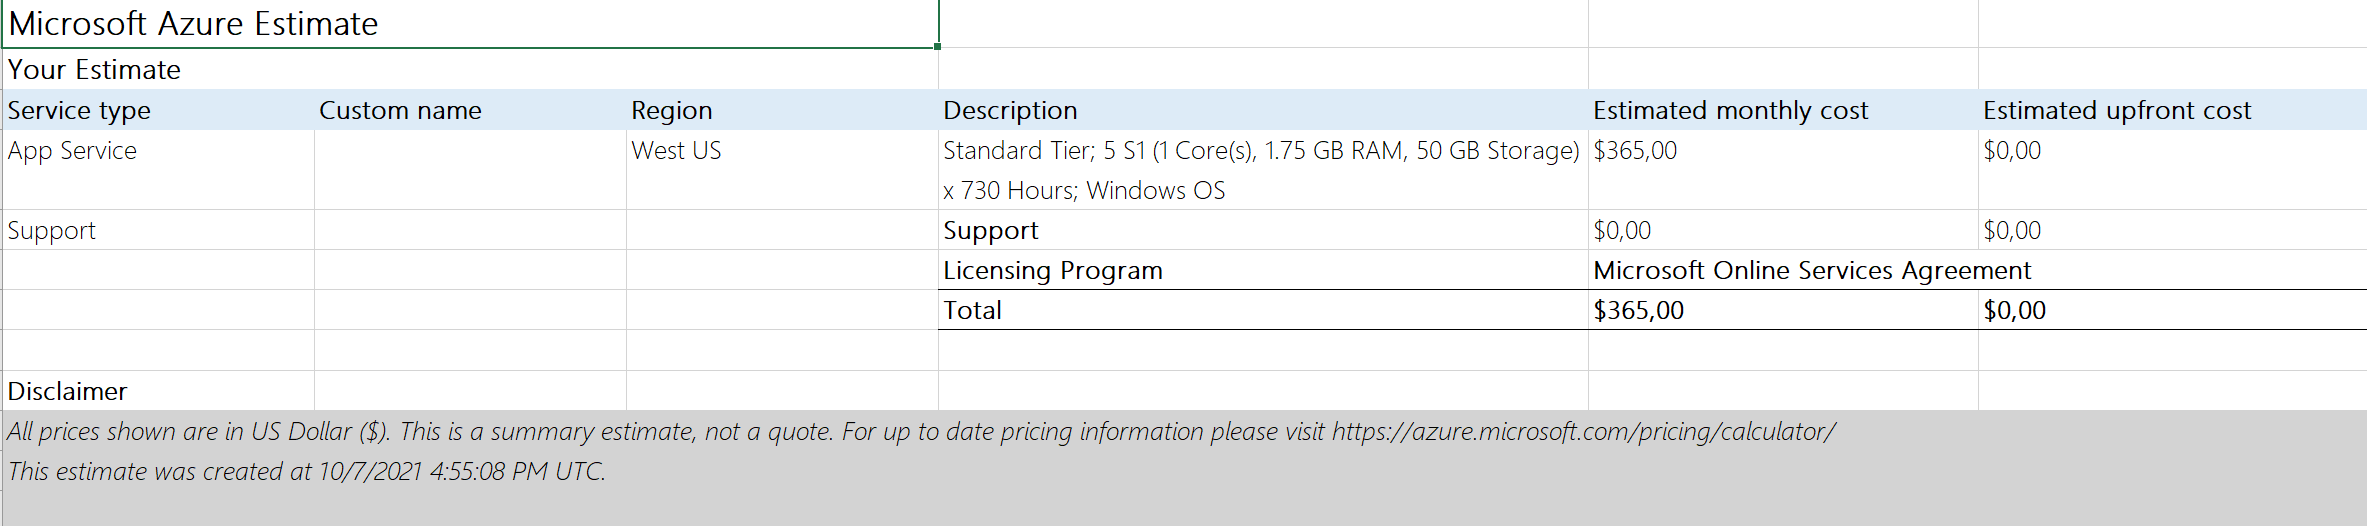 Microsoft Azure Estimate
Your Estimate
Service type Custom name Region Description Estimated monthly cost Estimated upfront cost
App Service West US Standard Tier; 5 S1 (1 Core(s), 1.75 GB RAM, 50 GB Storage) $365,00 $0,00
x 730 Hours; Windows OS
Support Support $0,00 $0,00
Licensing Program Microsoft Online Services Agreement
Total $365,00 $0,00
Disclaimer
All prices shown are in US Dollar ($). This is a summary estimate, not a quote. For up to date pricing information please visit https://azure.microsoft.com/pricing/calculator/
This estimate was created at 10/7/2021 4:55:08 PM UTC.